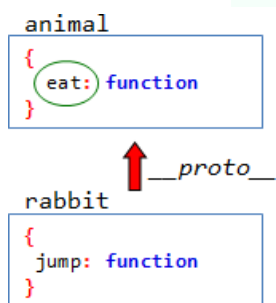 animal
{
eat: function
}
__proto__
rabbit
{
jump: function
}